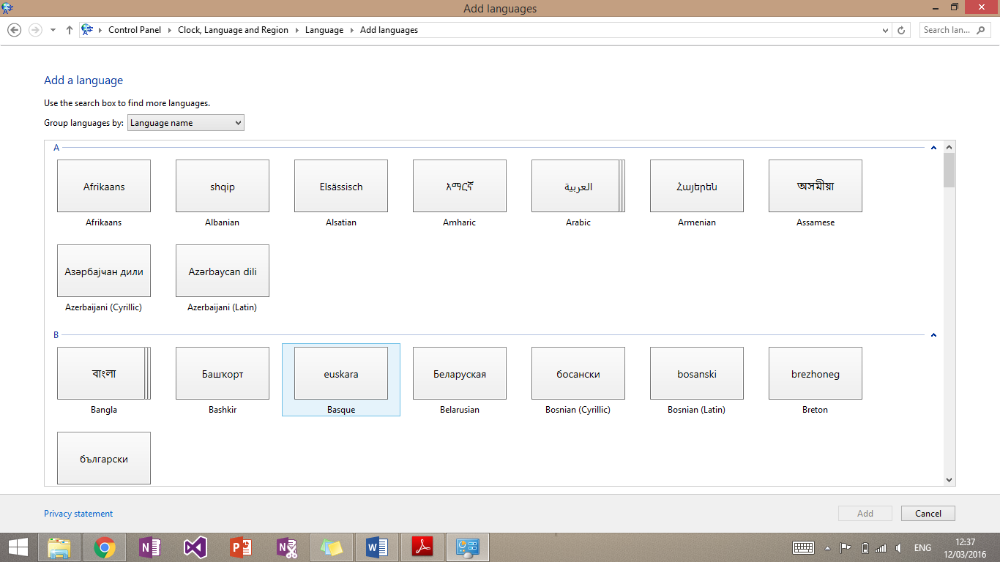 Add languages
Control Panel Clock, Language and Region Language Add languages
Search lan...
Add a language
Use the search box to find more languages.
Group languages by: Language name
A
Afrikaans shqip Elsässisch አማርኛ العربية Հայերեն অসমীয়া
Afrikaans Albanian Alsatian Amharic Arabic Armenian Assamese
Азәрбајҹан дили Azərbaycan dili
Azerbaijani (Cyrillic) Azerbaijani (Latin)
B
বাংলা Башҡорт euskara Беларуская босански bosanski brezhoneg
Bangla Bashkir Basque Belarusian Bosnian (Cyrillic) Bosnian (Latin) Breton
български
Privacy statement
Add Cancel
ENG
12:37
12/03/2016